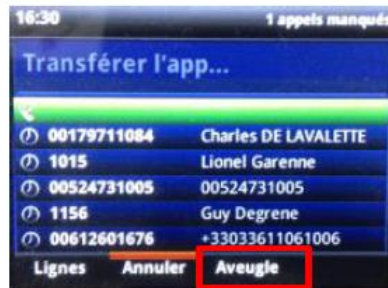 16:30 1 appels manqués
Transférer l'app...
00179711084 Charles DE LAVALETTE
1015 Lionel Garenne
00524731005 00524731005
1156 Guy Degrene
00612601676 +33033611061006
Lignes Annuler Aveugle